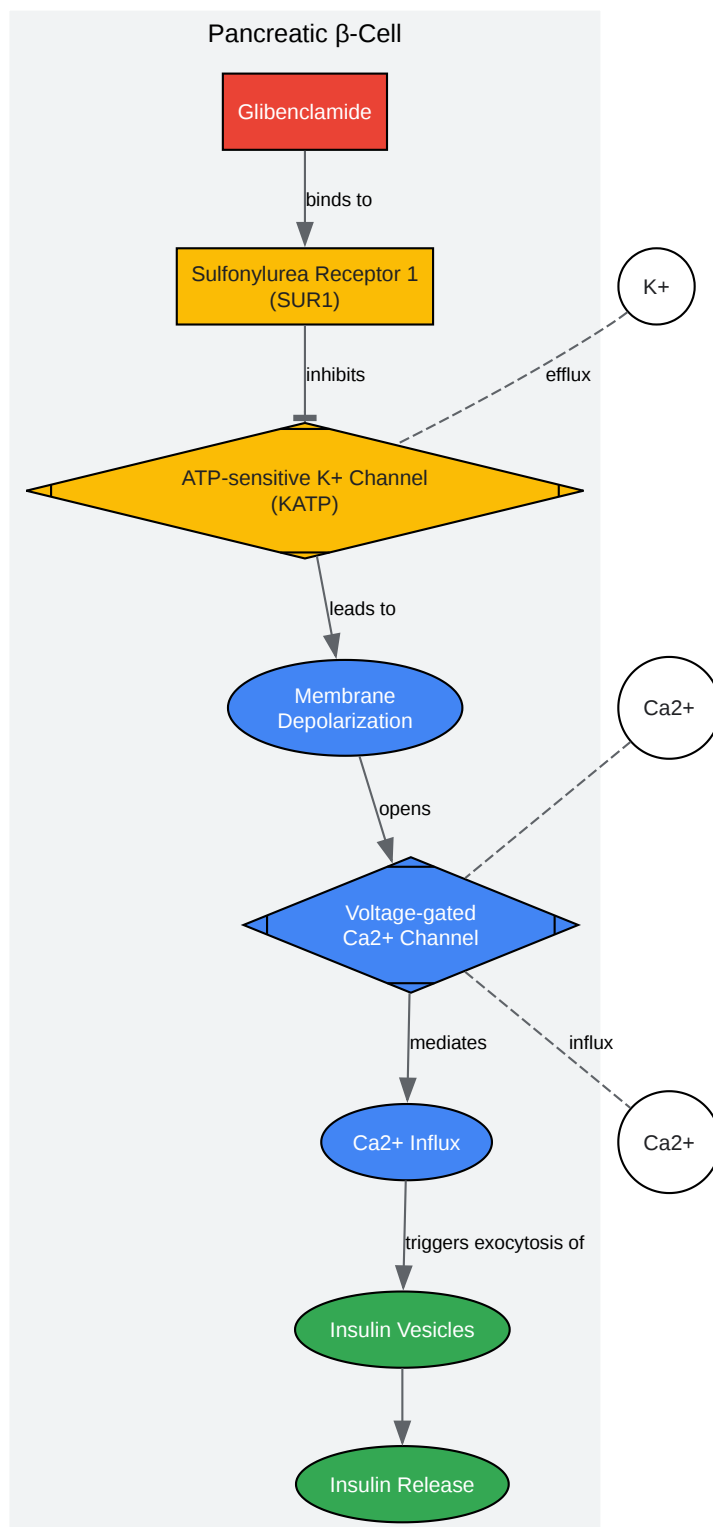 Pancreatic β-Cell
Glibenclamide
binds to
Sulfonylurea Receptor 1
(SUR1)
K+
inhibits
efflux
ATP-sensitive K+ Channel
(KATP)
leads to
Membrane
Depolarization
Ca2+
opens
Voltage-gated
Ca2+ Channel
mediates
influx
Ca2+ Influx
Ca2+
triggers exocytosis of
Insulin Vesicles
Insulin Release